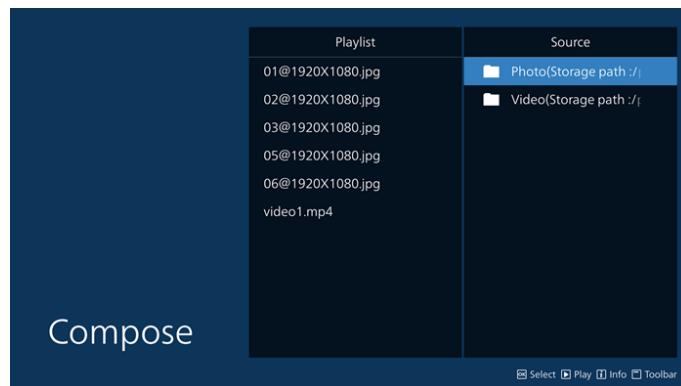 Playlist
Source
01@1920X1080.jpg
02@1920X1080.jpg
03@1920X1080.jpg
05@1920X1080.jpg
06@1920X1080.jpg
video1.mp4
Photo(Storage path :/
Video(Storage path :/
Compose
OK Select Play i Info Toolbar